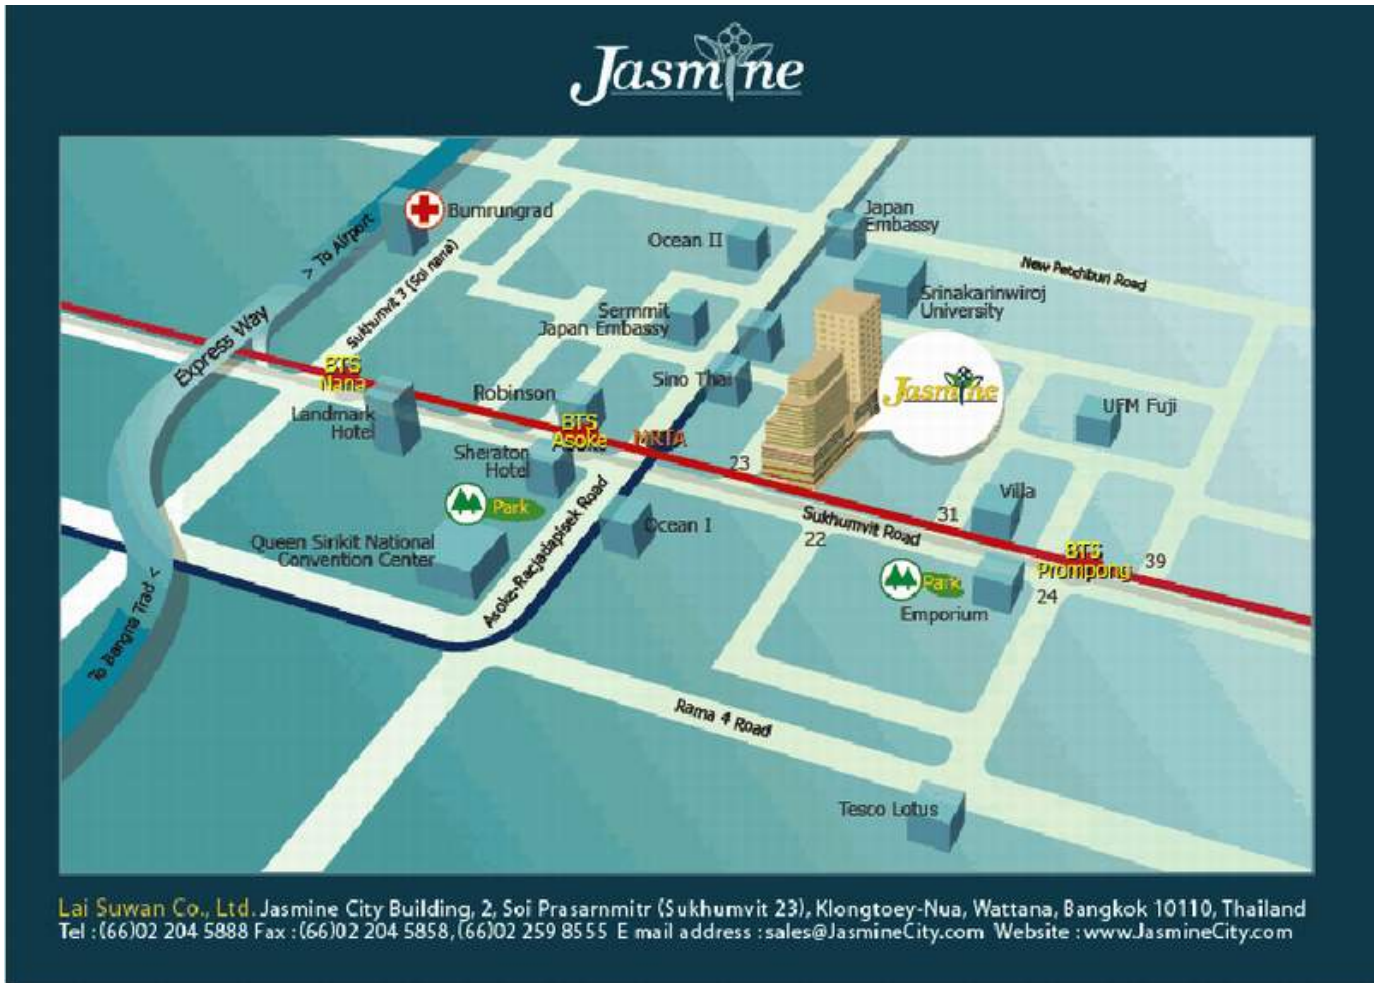 Jasmine
Bumrungrad
Japan
Embassy
Ocean II
> To Airport
Sukhumvit 3 (Soi nana)
New Petchburi Road
Srinakarinwiroj
University
Sermmit
Japan Embassy
Express Way
BTS
Nana
Landmark
Hotel
Robinson
Sino Thai
Jasmine
UFM Fuji
BTS
Asoke
MRTA
Sheraton
Hotel
23
Park
Villa
31
Sukhumvit Road
22
Ocean I
Asoke-Racjadapisek Road
Queen Sirikit National
Convention Center
BTS
Prompong
39
24
Park
Emporium
To Bangna Trad <
Rama 4 Road
Tesco Lotus
Lai Suwan Co., Ltd. Jasmine City Building, 2, Soi Prasarnmitr (Sukhumvit 23), Klongtoey-Nua, Wattana, Bangkok 10110, Thailand
Tel : (66)02 204 5888 Fax : (66)02 204 5858, (66)02 259 8555 E mail address : sales@JasmineCity.com Website : www.JasmineCity.com